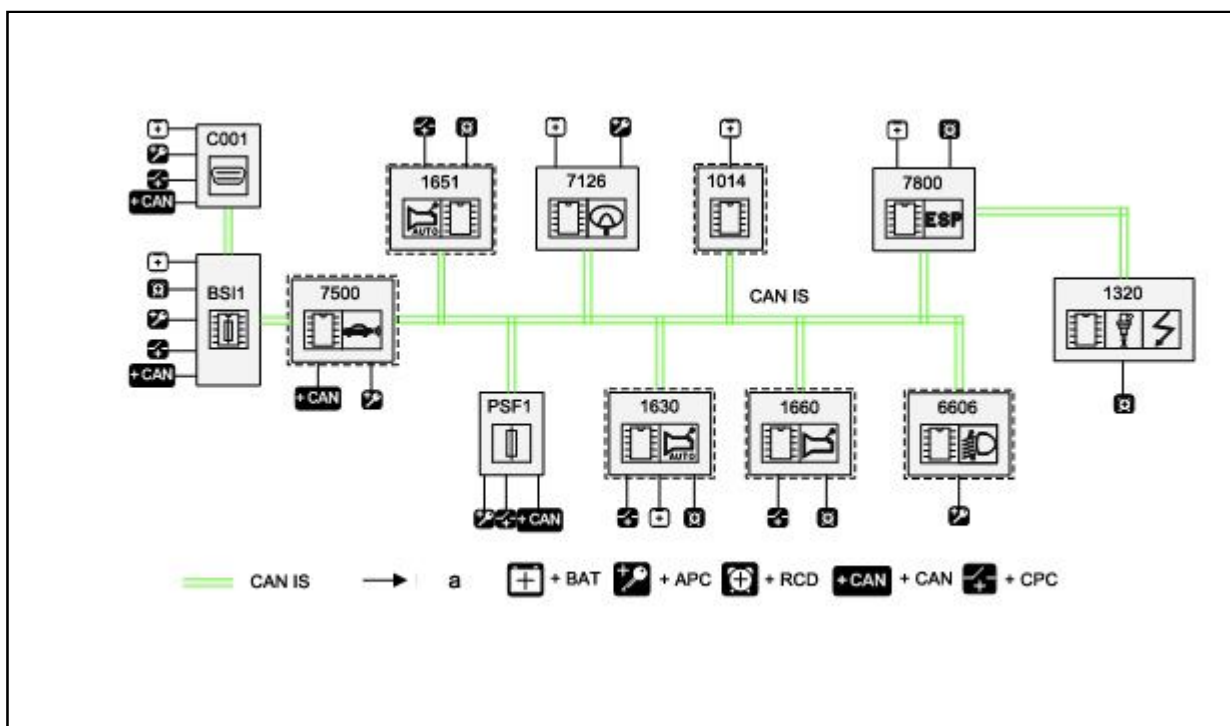 C001
+ CAN
1651
AUTO
7126
1014
7800
ESP
BSI1
+ CAN
7500
CAN IS
1320
+ CAN
PSF1
+ CAN
1630
AUTO
1660
6606
CAN IS a + BAT + APC + RCD +CAN + CAN + CPC